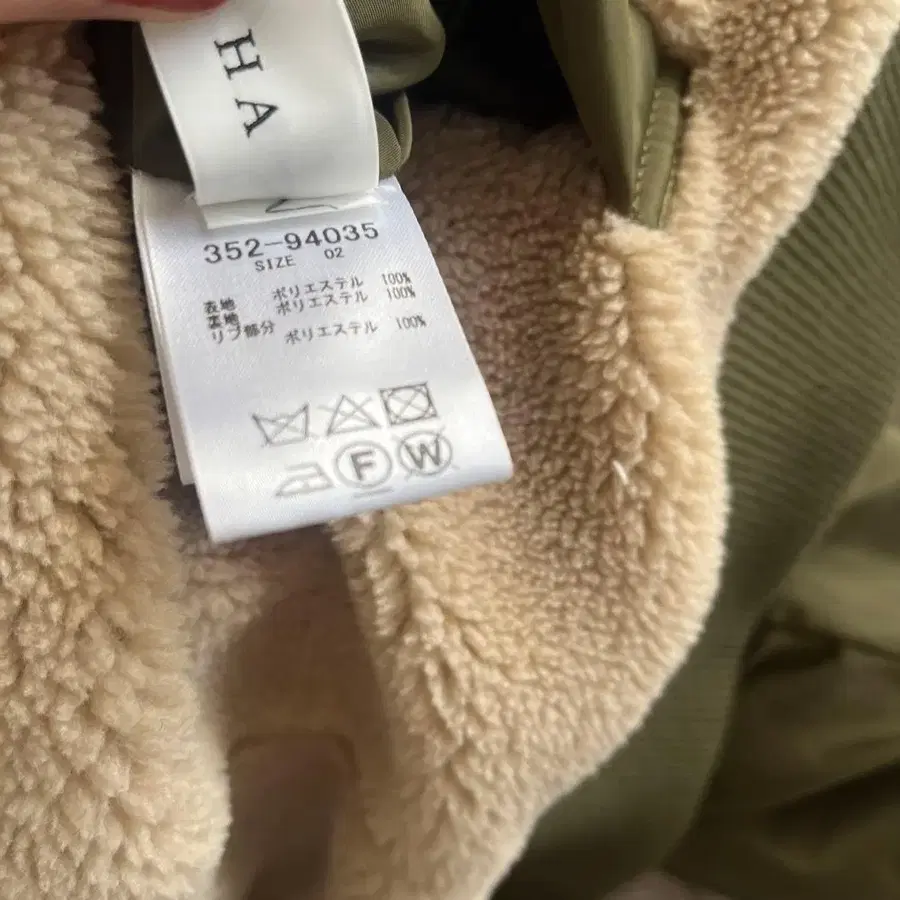 H A
352-94035
SIZE 02
表地 ポリエステル 100%
裏地 ポリエステル 100%
リブ部分 ポリエステル 100%
F W